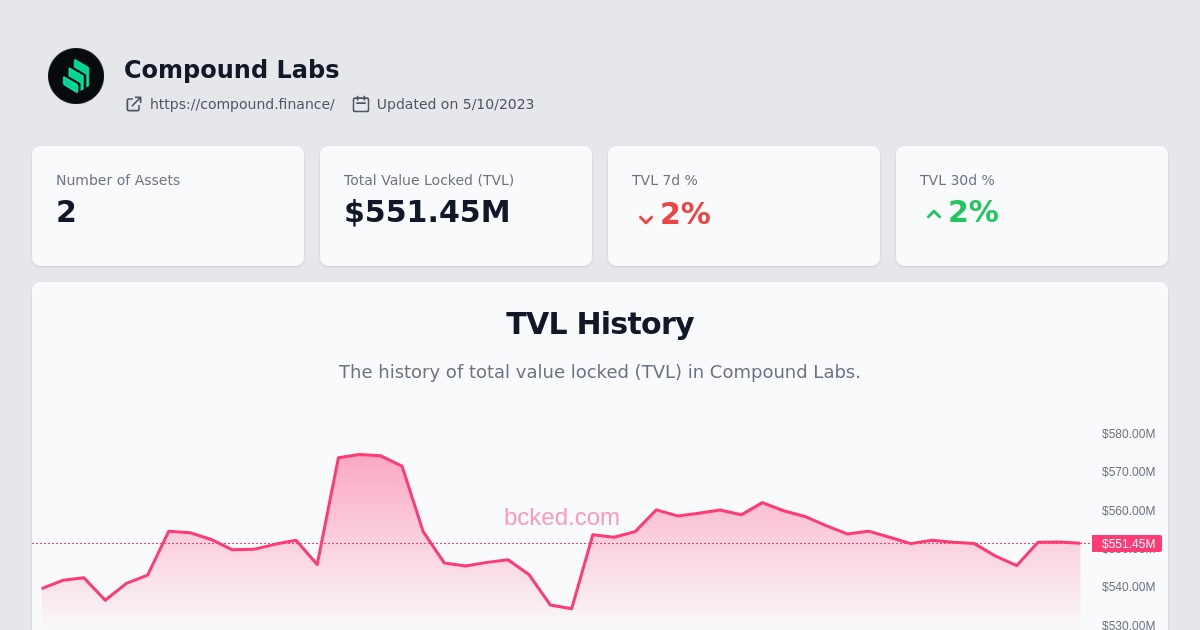 Compound Labs
https://compound.finance/ Updated on 5/10/2023
Number of Assets
2
Total Value Locked (TVL)
$551.45M
TVL 7d %
2%
TVL 30d %
2%
TVL History
The history of total value locked (TVL) in Compound Labs.
bcked.com
$580.00M
$570.00M
$560.00M
$551.45M
$540.00M
$530.00M